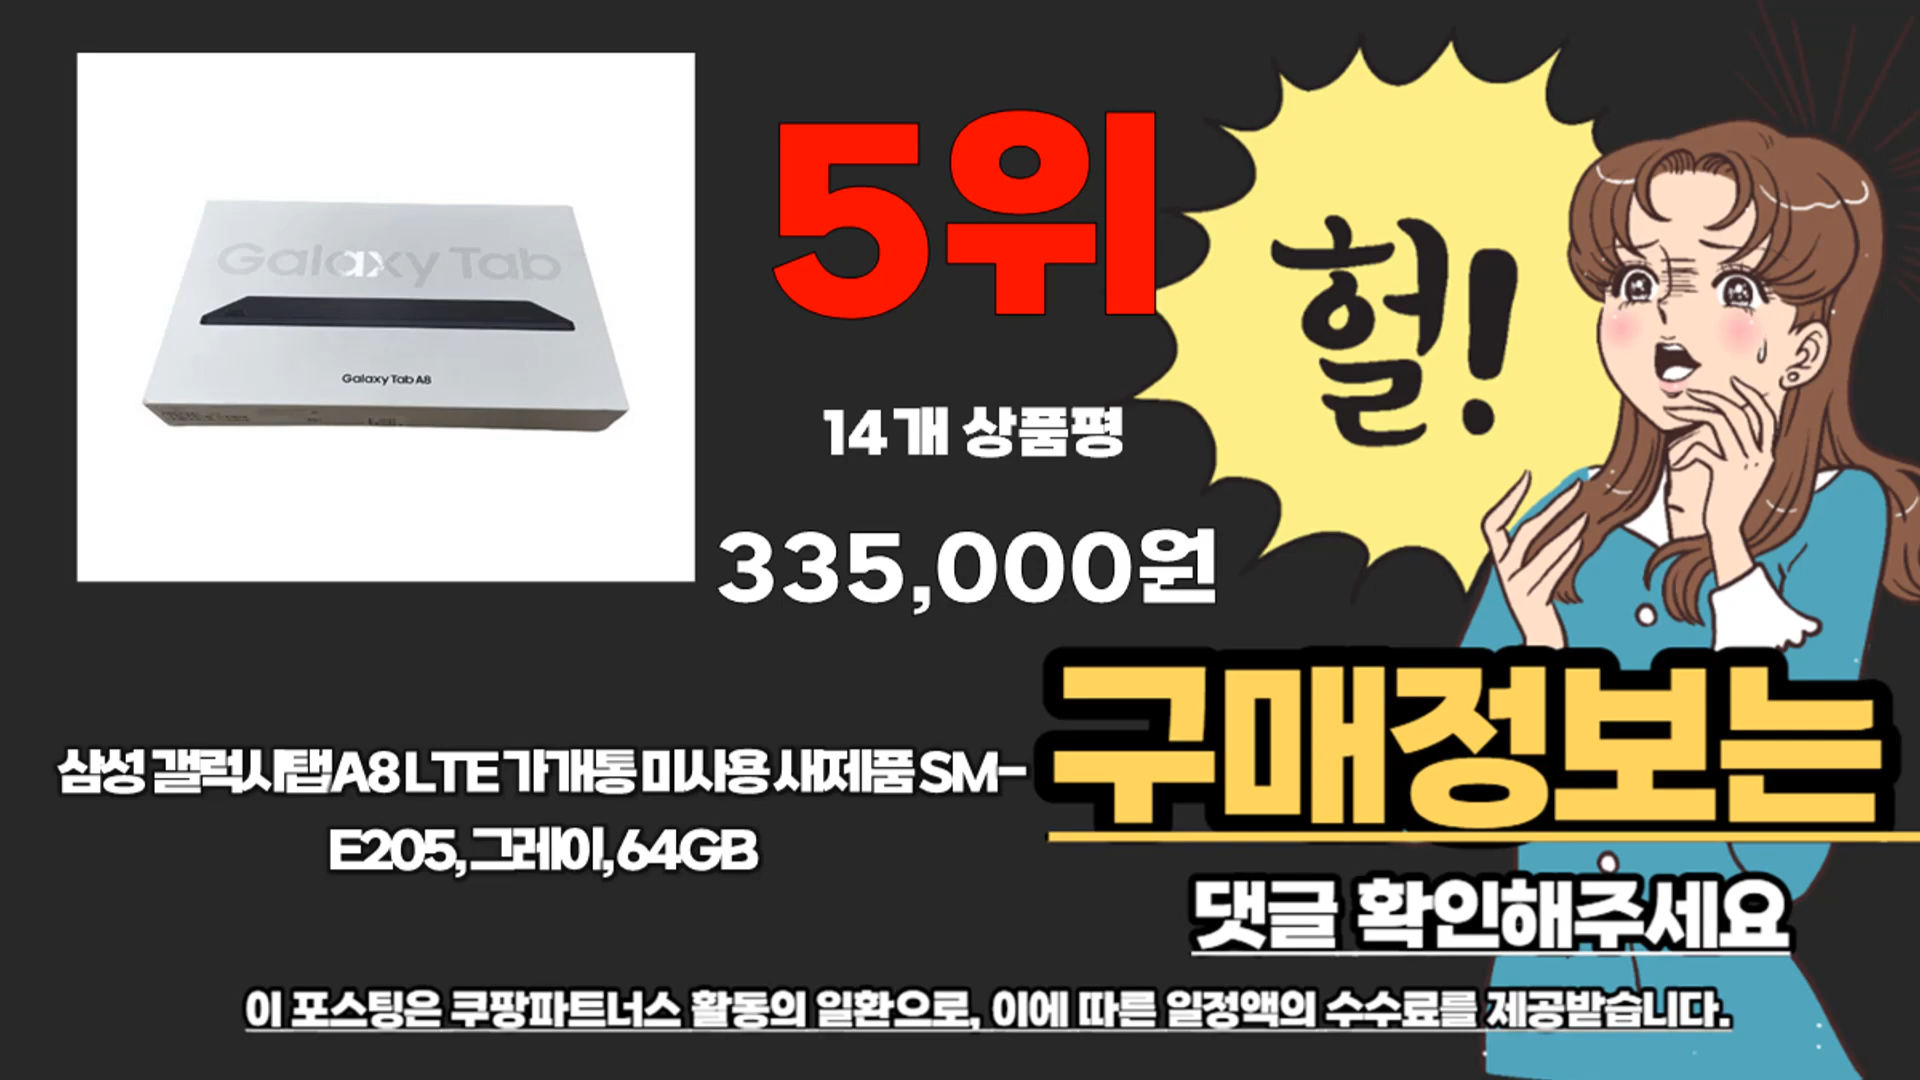 Galaxy Tab
Galaxy Tab A8
5위
14개 상품평
335,000원
헬!
삼성 갤럭시탭A8 LTE 가개통 미사용 새제품 SM-
E205, 그레이, 64GB
구매정보는
댓글 확인해주세요
이 포스팅은 쿠팡파트너스 활동의 일환으로, 이에 따른 일정액의 수수료를 제공받습니다.